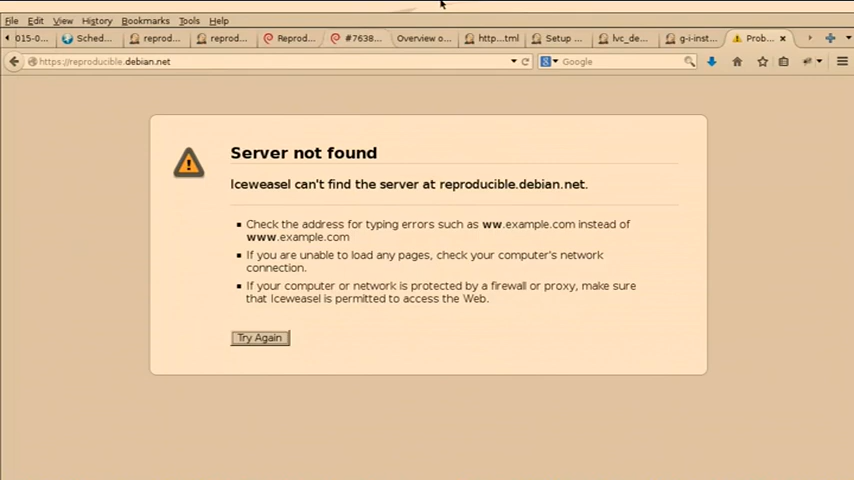 File Edit View History Bookmarks Tools Help
015-0... Sched... reprod... reprod... Reprod... #7638... Overview o... http...tml Setup ... lvc_de... g-i-inst... Prob...
https://reproducible.debian.net Google
Server not found
Iceweasel can't find the server at reproducible.debian.net.
Check the address for typing errors such as ww.example.com instead of
www.example.com
If you are unable to load any pages, check your computer's network
connection.
If your computer or network is protected by a firewall or proxy, make sure
that Iceweasel is permitted to access the Web.
Try Again